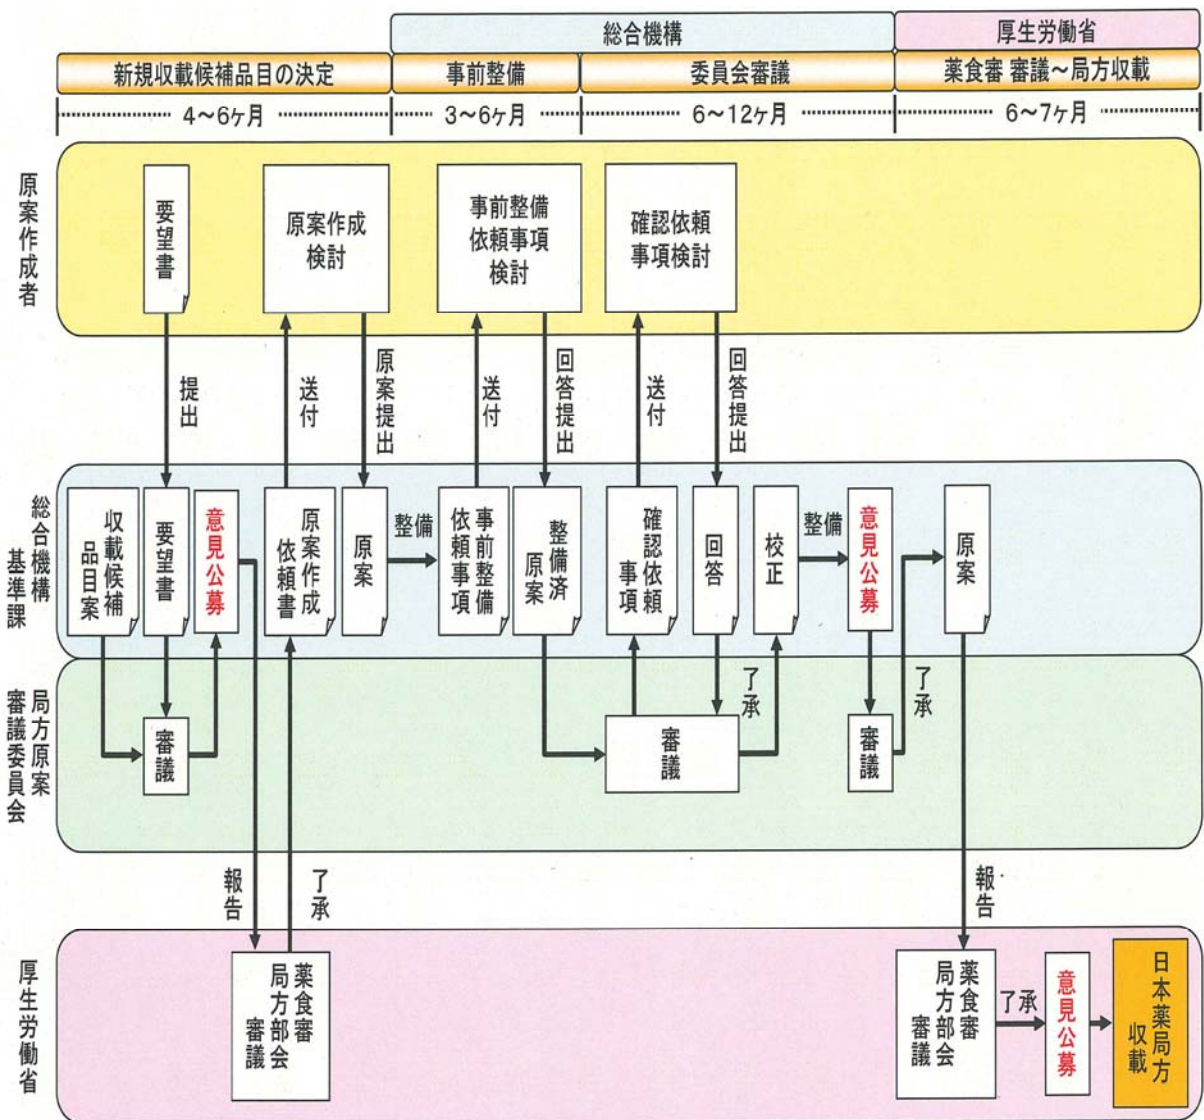 総合機構
厚生労働省
新規収載候補品目の決定
事前整備
委員会審議
薬食審 審議～局方収載
4～6ヶ月
3～6ヶ月
6～12ヶ月
6～7ヶ月
原案作成者
要望書
原案作成
検討
事前整備
依頼事項
検討
確認依頼
事項検討
提出
送付
原案提出
送付
回答提出
送付
回答提出
総合機構
基準課
収載候補
品目案
要望書
意見公募
原案作成
依頼書
原案
整備
事前整備
依頼事項
整備済
原案
確認依頼
事項
回答
校正
整備
意見公募
原案
局方原案
審議委員会
審議
審議
了承
審議
了承
報告
了承
報告
厚生労働省
薬食審
局方部会
審議
薬食審
局方部会
審議
了承
意見公募
日本薬局方
収載